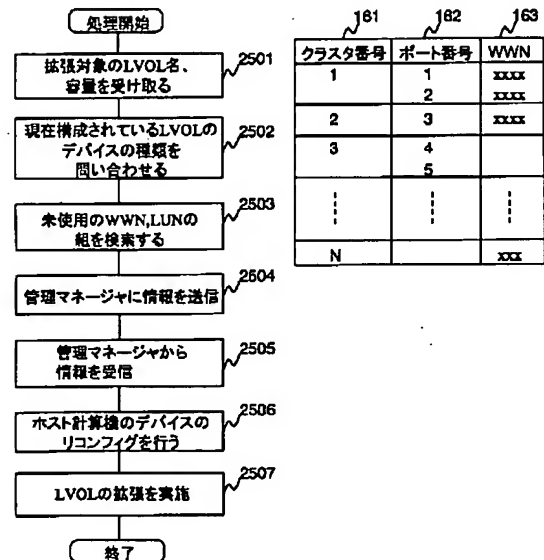 処理開始
拡張対象のLVOL名、
容量を受け取る
2501
現在構成されているLVOLの
デバイスの種類を
問い合わせる
2502
未使用のWWN,LUNの
組を検索する
2503
管理マネージャに情報を送信
2504
管理マネージャから
情報を受信
2505
ホスト計算機のデバイスの
リコンフィグを行う
2506
LVOLの拡張を実施
2507
終了
161 162 163
クラスタ番号 ポート番号 WWN
1 1 xxxx
2 xxxx
2 3 xxxx
3 4
5
N xxx